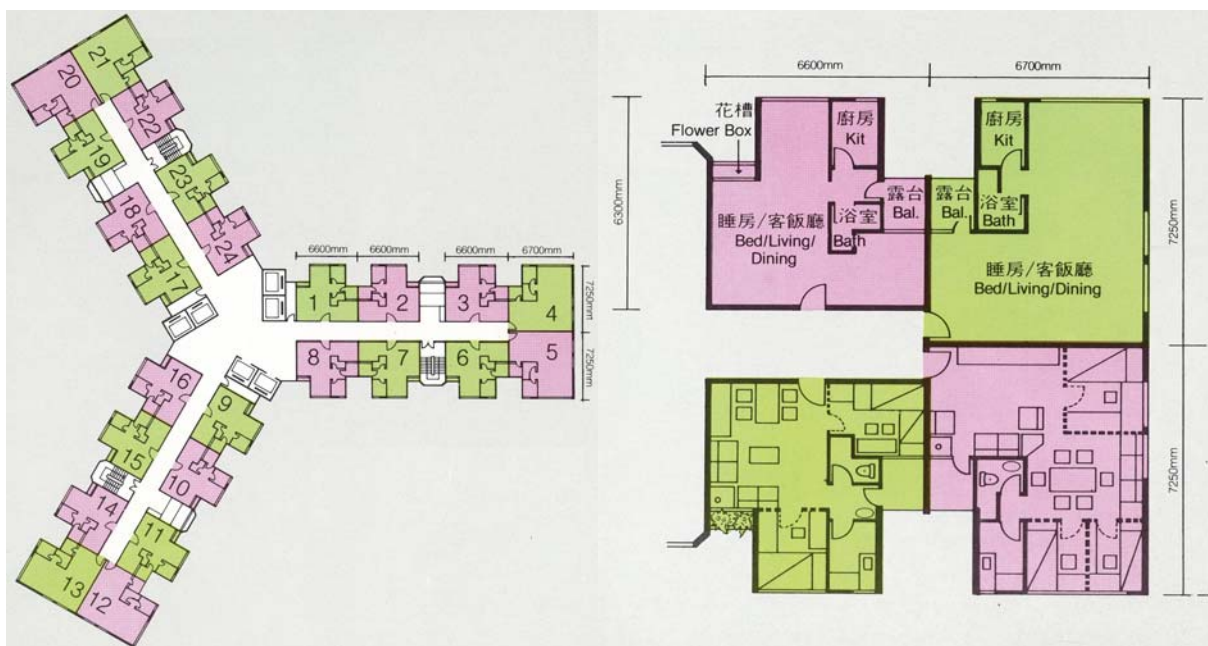 21
20
22
19
23
18
24
17
6600mm
6600mm
6600mm
6700mm
1
2
3
4
7250mm
8
7
6
5
7250mm
16
9
15
10
14
11
13
12
6600mm
6700mm
花槽
Flower Box
廚房
Kit
廚房
Kit
6300mm
露台
Bal.
露台
Bal.
浴室
Bath
浴室
Bath
睡房/客飯廳
Bed/Living/
Dining
睡房/客飯廳
Bed/Living/Dining
7250mm
7250mm